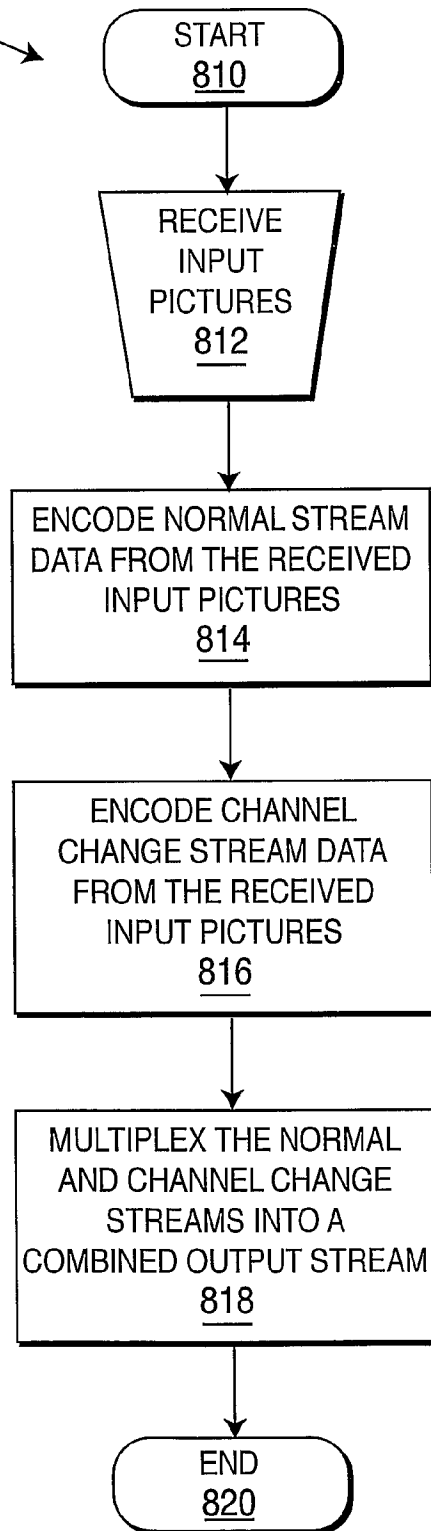 START
810
RECEIVE
INPUT
PICTURES
812
ENCODE NORMAL STREAM
DATA FROM THE RECEIVED
INPUT PICTURES
814
ENCODE CHANNEL
CHANGE STREAM DATA
FROM THE RECEIVED
INPUT PICTURES
816
MULTIPLEX THE NORMAL
AND CHANNEL CHANGE
STREAMS INTO A
COMBINED OUTPUT STREAM
818
END
820